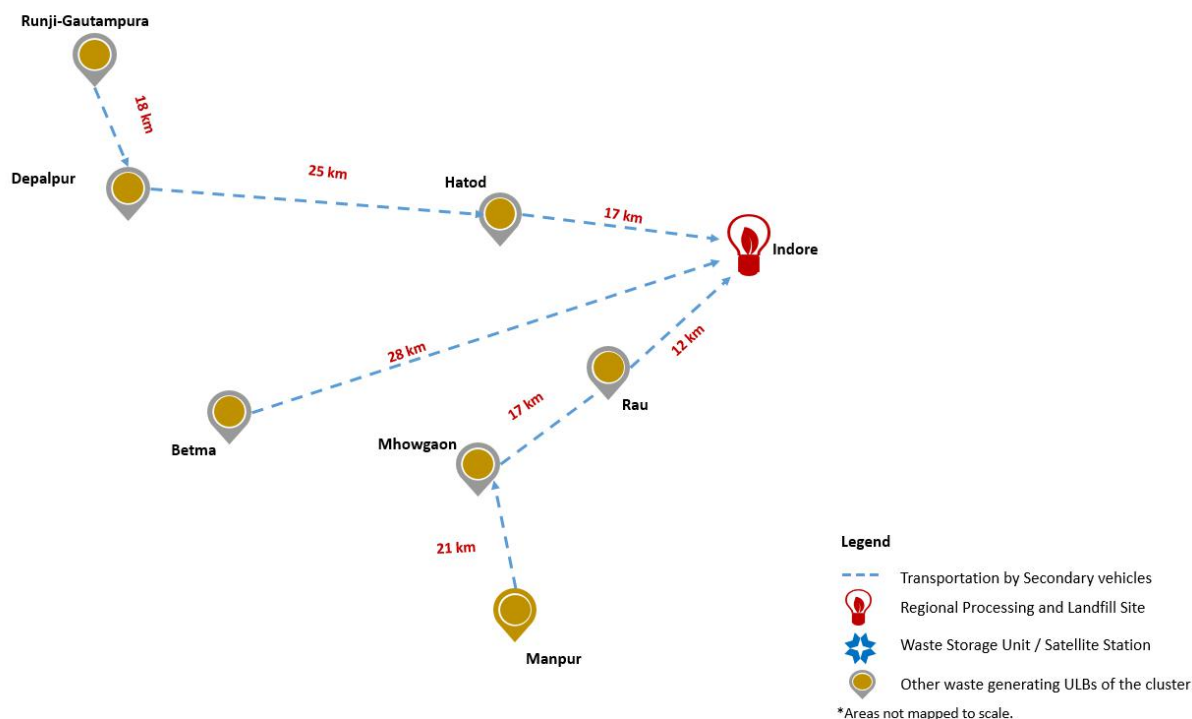 Runji-Gautampura
18 km
Depalpur
25 km
Hatod
17 km
Indore
28 km
12 km
Rau
17 km
Betma
Mhowgaon
21 km
Manpur
Legend
Transportation by Secondary vehicles
Regional Processing and Landfill Site
Waste Storage Unit / Satellite Station
Other waste generating ULBs of the cluster
*Areas not mapped to scale.